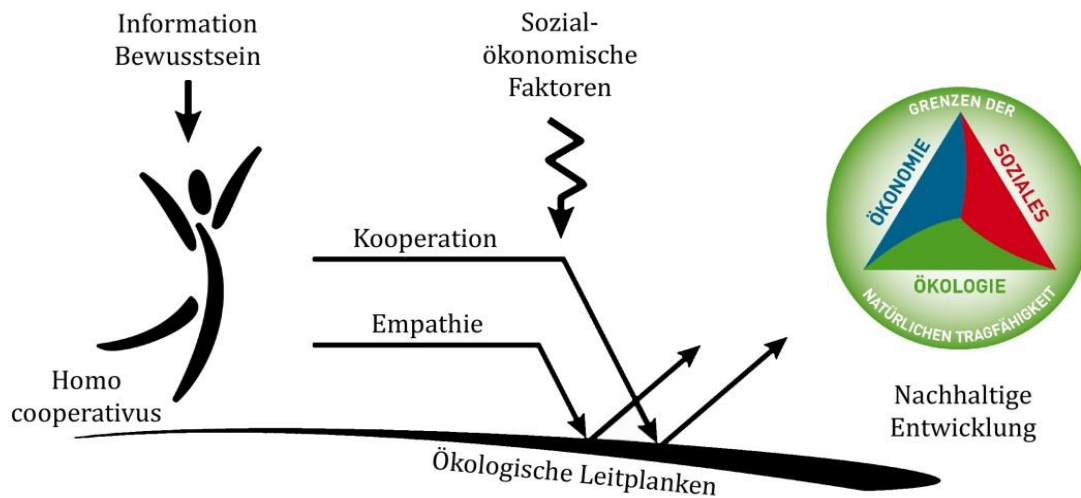 Information
Bewusstsein
Sozial-
ökonomische
Faktoren
Kooperation
Empathie
Homo
cooperativus
Ökologische Leitplanken
GRENZEN DER
ÖKONOMIE
SOZIALES
ÖKOLOGIE
NATÜRLICHEN TRAGFÄHIGKEIT
Nachhaltige
Entwicklung